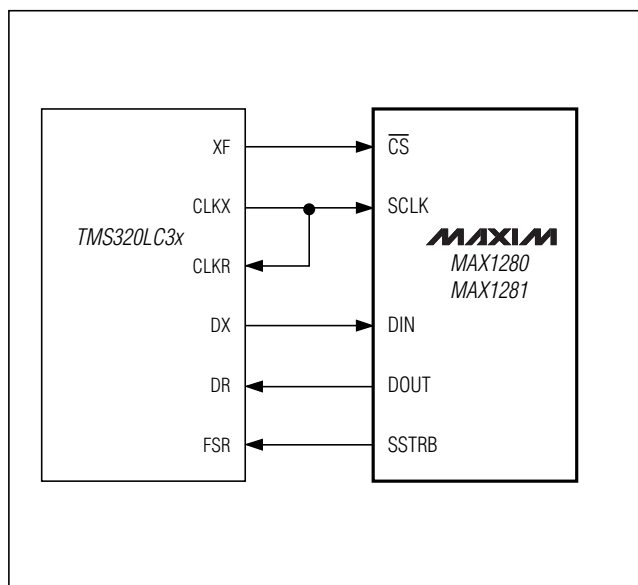 XF
CLKX
TMS320LC3x
CLKR
DX
DR
FSR
CS
SCLK
MAXIM
MAX1280
MAX1281
DIN
DOUT
SSTRB